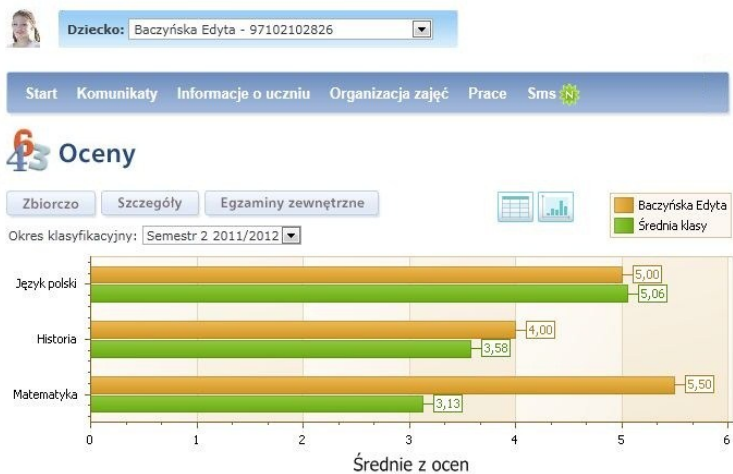 Dziecko: Baczyńska Edyta - 97102102826
Start Komunikaty Informacje o uczniu Organizacja zajęć Prace Sms N
463 Oceny
Zbiorczo Szczegóły Egzaminy zewnętrzne
Baczyńska Edyta
Średnia klasy
Okres klasyfikacyjny: Semestr 2 2011/2012
Język polski 5,00
5,06
Historia 4,00
3,58
Matematyka 5,50
3,13
0 1 2 3 4 5 6
Średnie z ocen